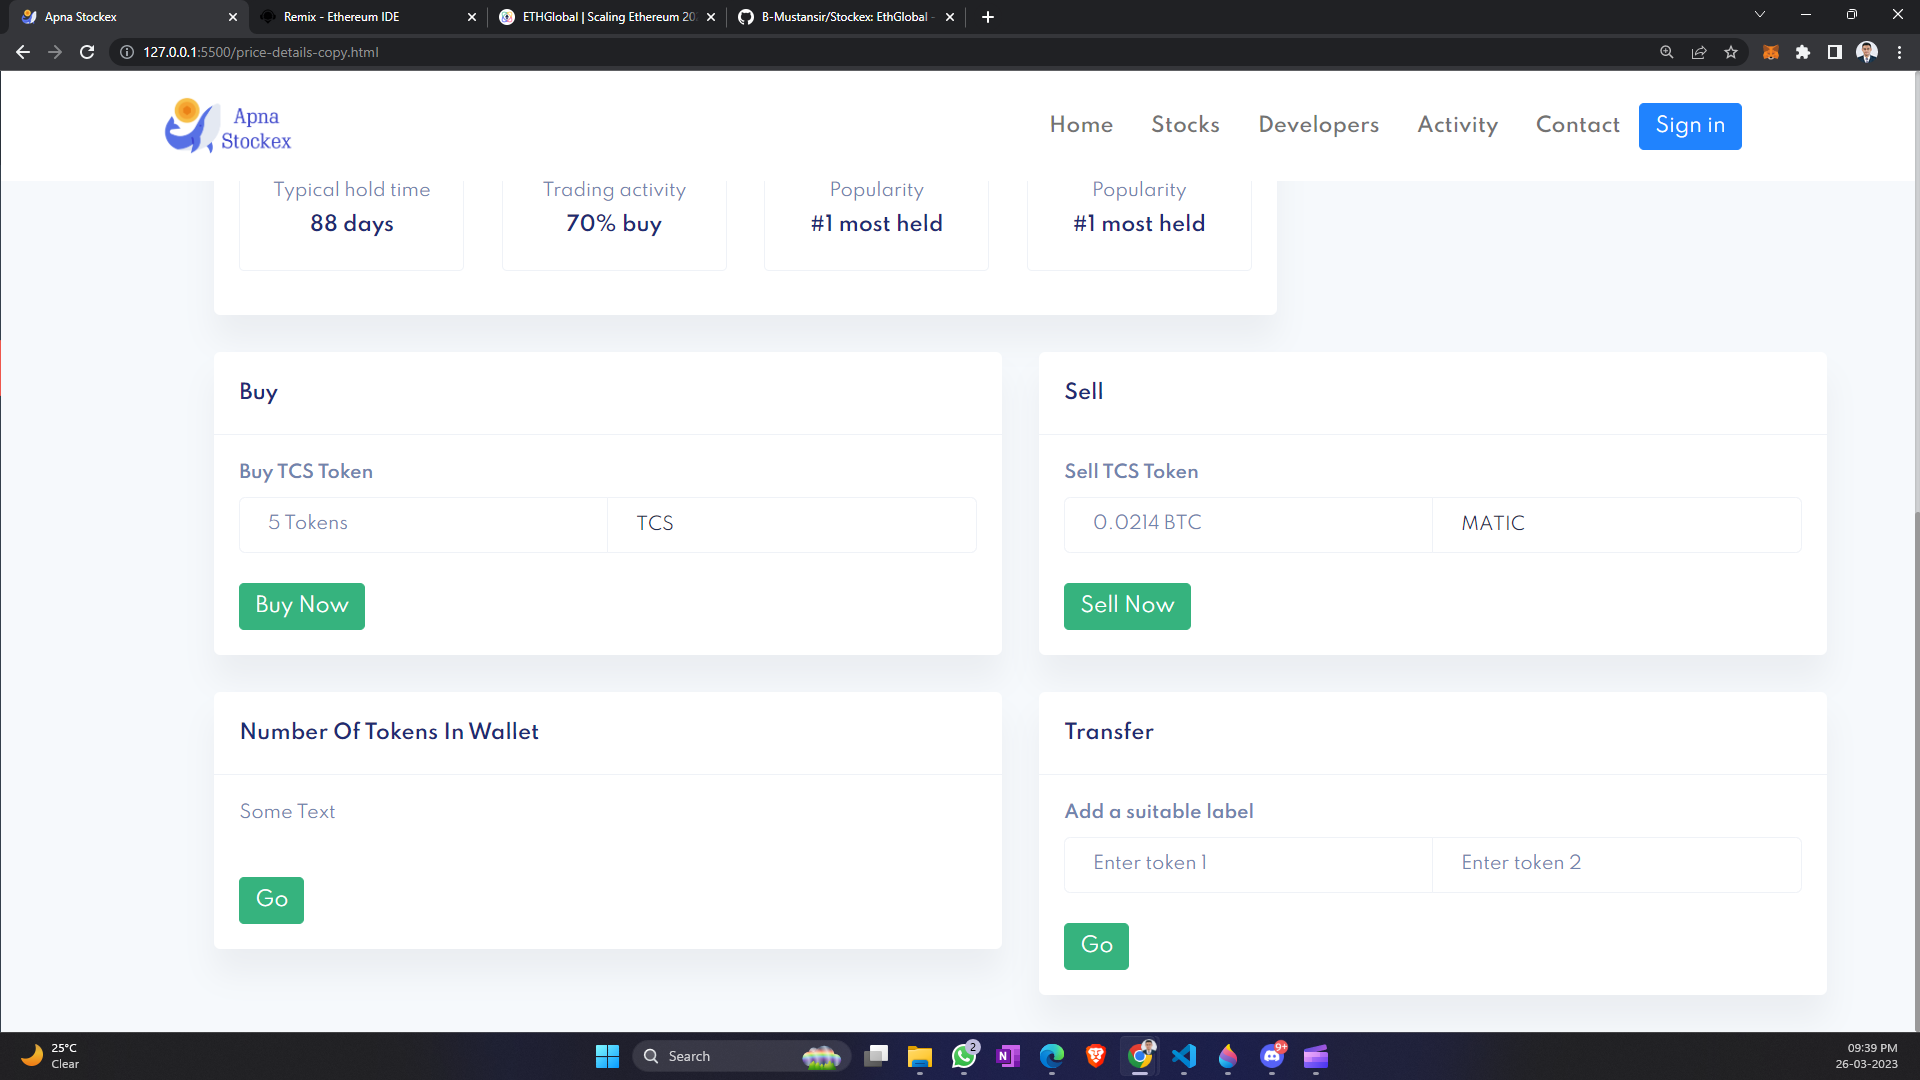 Apna Stockex
Remix - Ethereum IDE
ETHGlobal | Scaling Ethereum 20
B-Mustansir/Stockex: EthGlobal -
127.0.0.1:5500/price-details-copy.html
Apna
Stockex
Home Stocks Developers Activity Contact Sign in
Typical hold time
88 days
Trading activity
70% buy
Popularity
#1 most held
Popularity
#1 most held
Buy
Buy TCS Token
5 Tokens TCS
Buy Now
Sell
Sell TCS Token
0.0214 BTC MATIC
Sell Now
Number Of Tokens In Wallet
Some Text
Go
Transfer
Add a suitable label
Enter token 1 Enter token 2
Go
25°C
Clear
Search
2
N
9+
09:39 PM
26-03-2023